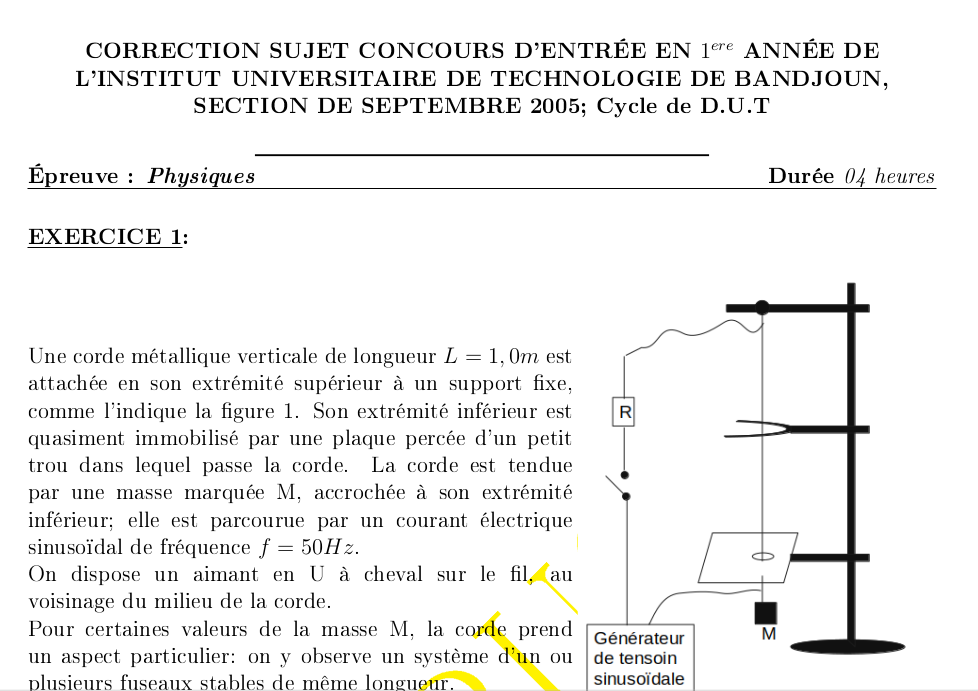 CORRECTION SUJET CONCOURS D'ENTRÉE EN 1ere ANNÉE DE
L'INSTITUT UNIVERSITAIRE DE TECHNOLOGIE DE BANDJOUN,
SECTION DE SEPTEMBRE 2005; Cycle de D.U.T
Épreuve : Physiques Durée 04 heures
EXERCICE 1:
Une corde métallique verticale de longueur L = 1, 0m est
attachée en son extrémité supérieur à un support fixe,
comme l'indique la figure 1. Son extrémité inférieur est
quasiment immobilisé par une plaque percée d'un petit
trou dans lequel passe la corde. La corde est tendue
par une masse marquée M, accrochée à son extrémité
inférieur; elle est parcourue par un courant électrique
sinusoïdal de fréquence f = 50Hz.
On dispose un aimant en U à cheval sur le fil, au
voisinage du milieu de la corde.
Pour certaines valeurs de la masse M, la corde prend
un aspect particulier: on y observe un système d'un ou
plusieurs fuseaux stables de même longueur.
R
M
Générateur
de tensoin
sinusoïdale